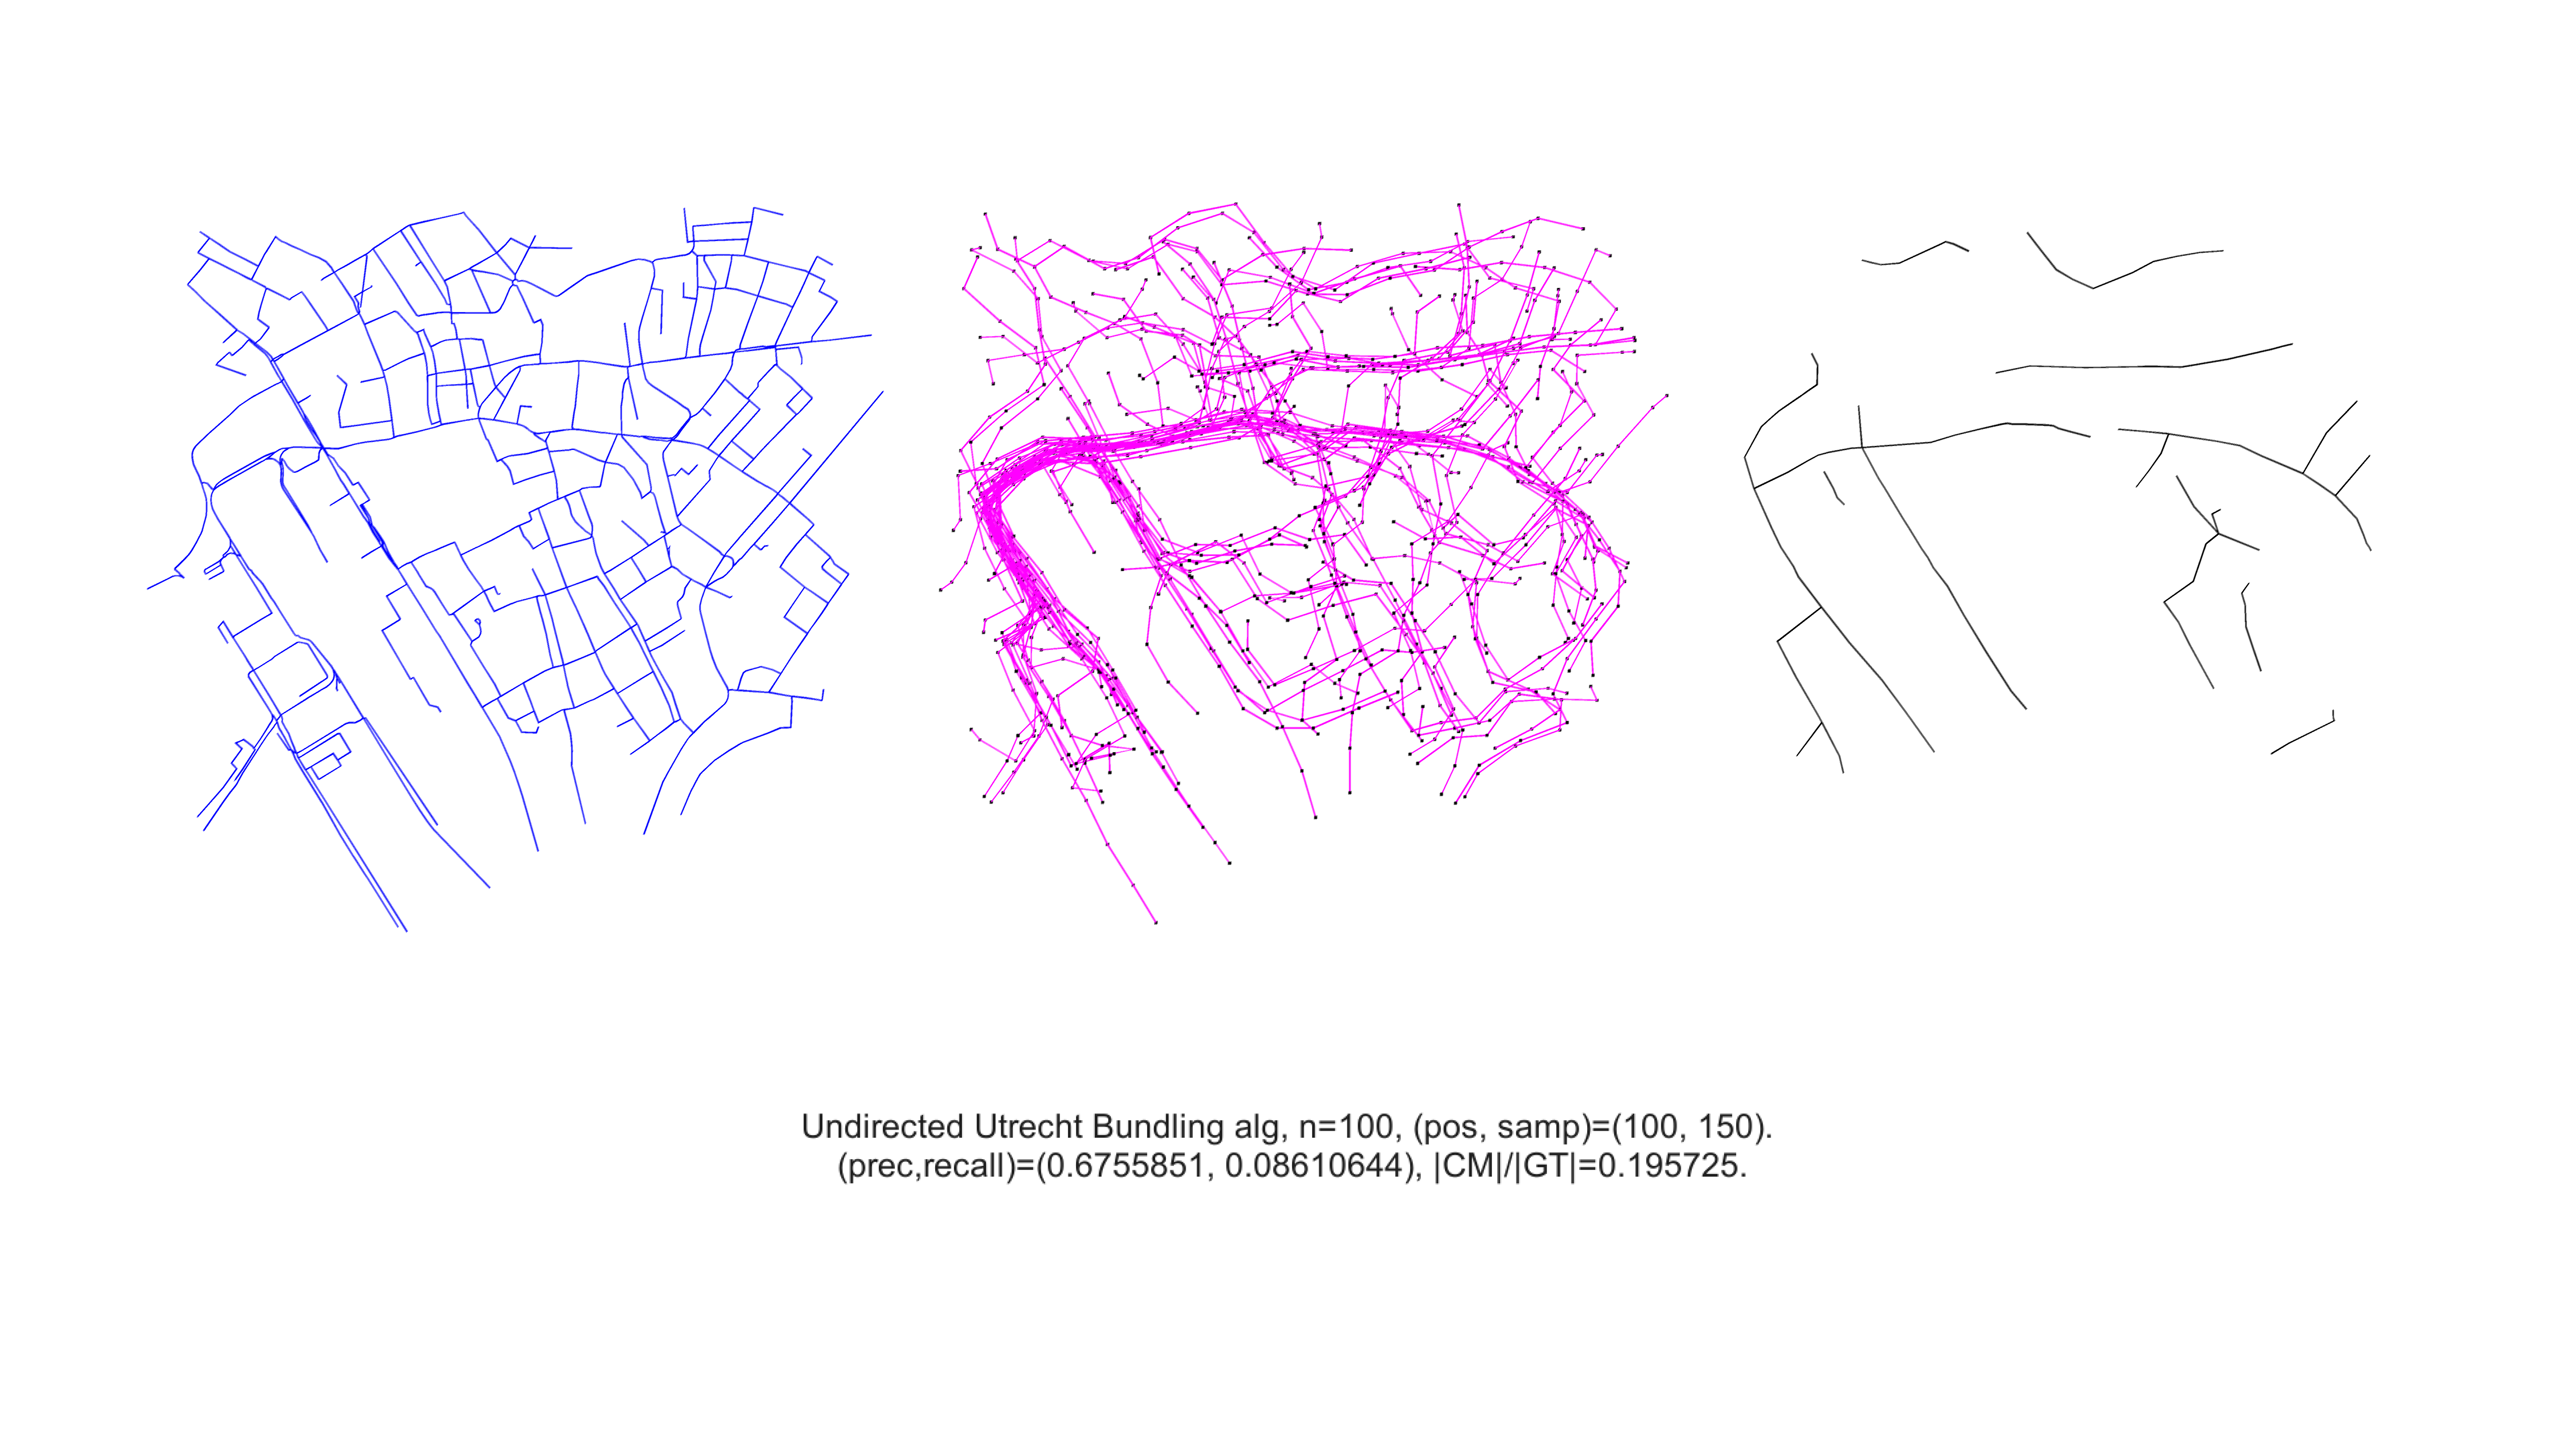 Undirected Utrecht Bundling alg, n=100, (pos, samp)=(100, 150).
(prec,recall)=(0.6755851, 0.08610644), |CM|/|GT|=0.195725.